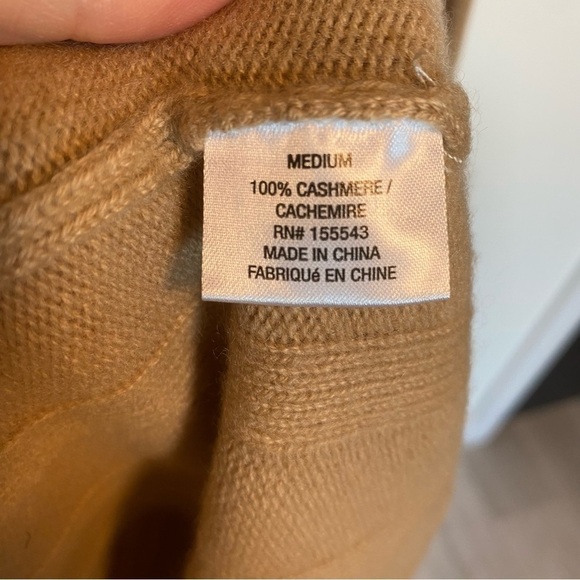 MEDIUM
100% CASHMERE /
CACHEMIRE
RN# 155543
MADE IN CHINA
FABRIQUé EN CHINE